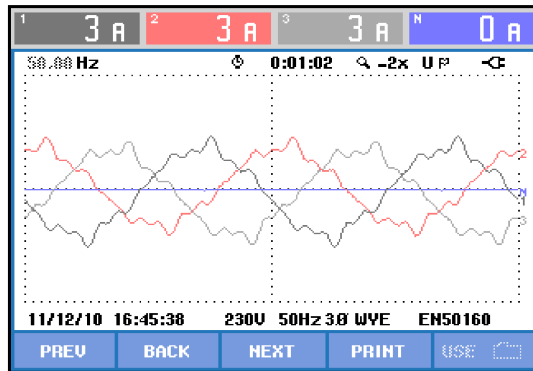 1 3 A 2 3 A 3 3 A N 0 A
50.00 Hz 0:01:02 -2x U
2
N
1
3
11/12/10 16:45:38 230V 50Hz 3Ø WYE EN50160
PREV BACK NEXT PRINT USE